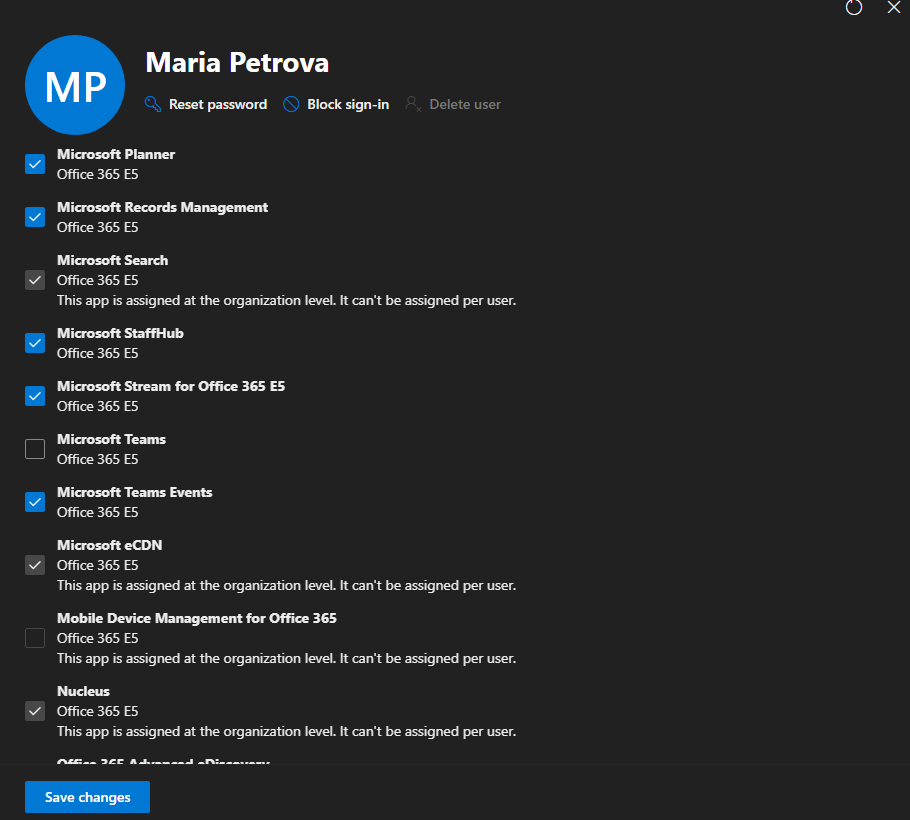 MP
Maria Petrova
Reset password Block sign-in Delete user
Microsoft Planner
Office 365 E5
Microsoft Records Management
Office 365 E5
Microsoft Search
Office 365 E5
This app is assigned at the organization level. It can't be assigned per user.
Microsoft StaffHub
Office 365 E5
Microsoft Stream for Office 365 E5
Office 365 E5
Microsoft Teams
Office 365 E5
Microsoft Teams Events
Office 365 E5
Microsoft eCDN
Office 365 E5
This app is assigned at the organization level. It can't be assigned per user.
Mobile Device Management for Office 365
Office 365 E5
This app is assigned at the organization level. It can't be assigned per user.
Nucleus
Office 365 E5
This app is assigned at the organization level. It can't be assigned per user.
Office 365 Advanced eDiscovery
Save changes